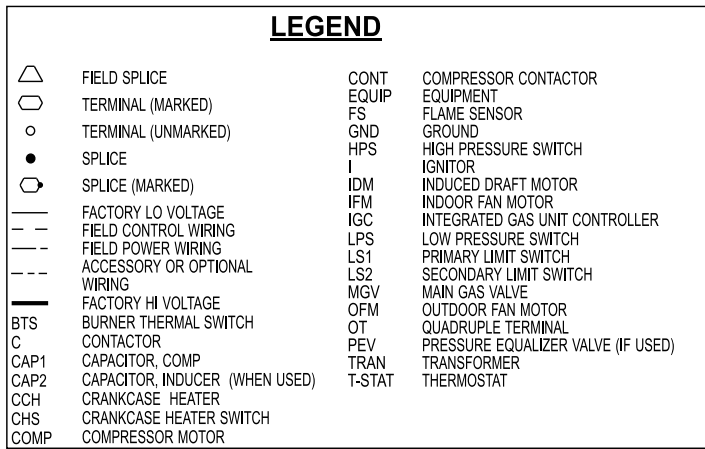 LEGEND
FIELD SPLICE
TERMINAL (MARKED)
TERMINAL (UNMARKED)
SPLICE
SPLICE (MARKED)
FACTORY LO VOLTAGE
FIELD CONTROL WIRING
FIELD POWER WIRING
ACCESSORY OR OPTIONAL
WIRING
FACTORY HI VOLTAGE
BTS BURNER THERMAL SWITCH
C CONTACTOR
CAP1 CAPACITOR, COMP
CAP2 CAPACITOR, INDUCER (WHEN USED)
CCH CRANKCASE HEATER
CHS CRANKCASE HEATER SWITCH
COMP COMPRESSOR MOTOR
CONT COMPRESSOR CONTACTOR
EQUIP EQUIPMENT
FS FLAME SENSOR
GND GROUND
HPS HIGH PRESSURE SWITCH
I IGNITOR
IDM INDUCED DRAFT MOTOR
IFM INDOOR FAN MOTOR
IGC INTEGRATED GAS UNIT CONTROLLER
LPS LOW PRESSURE SWITCH
LS1 PRIMARY LIMIT SWITCH
LS2 SECONDARY LIMIT SWITCH
MGV MAIN GAS VALVE
OFM OUTDOOR FAN MOTOR
OT QUADRUPLE TERMINAL
PEV PRESSURE EQUALIZER VALVE (IF USED)
TRAN TRANSFORMER
T-STAT THERMOSTAT